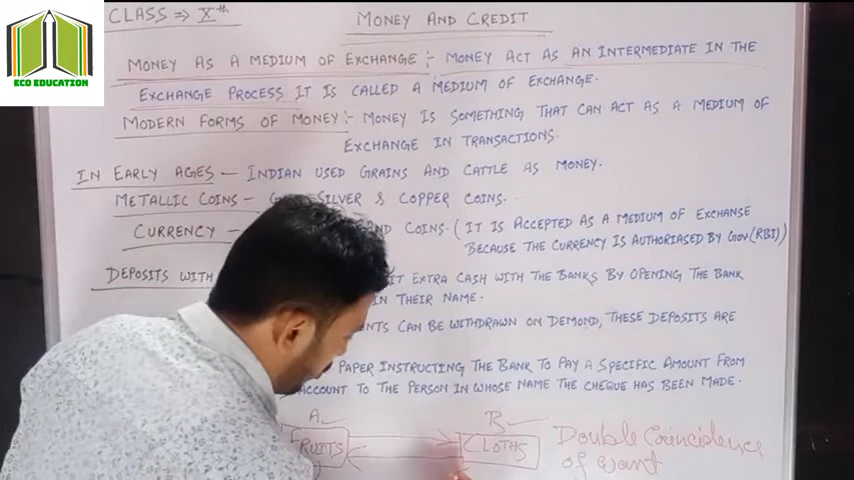 CLASS ⇒ Xth
MONEY AND CREDIT
ECO EDUCATION
MONEY AS A MEDIUM OF EXCHANGE :- MONEY ACT AS AN INTERMEDIATE IN THE
EXCHANGE PROCESS IT IS CALLED A MEDIUM OF EXCHANGE.
MODERN FORMS OF MONEY :- MONEY IS SOMETHING THAT CAN ACT AS A MEDIUM OF
EXCHANGE IN TRANSACTIONS.
IN EARLY AGES — INDIAN USED GRAINS AND CATTLE AS MONEY.
METALLIC COINS - SILVER & COPPER COINS.
CURRENCY - COINS. (IT IS ACCEPTED AS A MEDIUM OF EXCHANSE
BECAUSE THE CURRENCY IS AUTHORIASED BY GOV(RBI))
DEPOSITS WITH EXTRA CASH WITH THE BANKS BY OPENING THE BANK
IN THEIR NAME.
CAN BE WITHDRAWN ON DEMOND, THESE DEPOSITS ARE
PAPER INSTRUCTING THE BANK TO PAY A SPECIFIC AMOUNT FROM
ACCOUNT TO THE PERSON IN WHOSE NAME THE CHEQUE HAS BEEN MADE.
A B
FRUITS CLOTHS Double Coincidence
of want